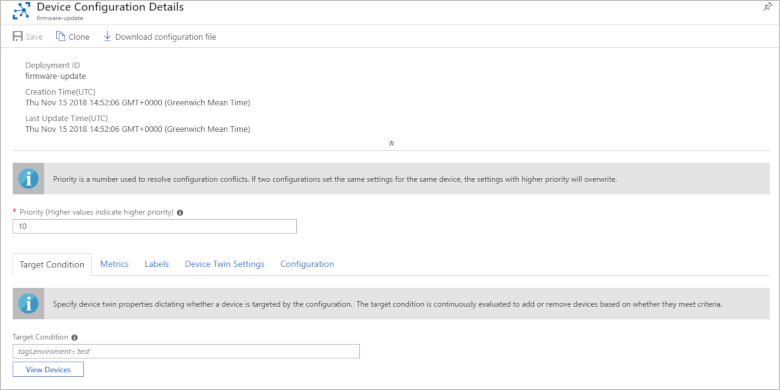 Device Configuration Details
firmware-update
Save Clone Download configuration file
Deployment ID
firmware-update
Creation Time(UTC)
Thu Nov 15 2018 14:52:06 GMT+0000 (Greenwich Mean Time)
Last Update Time(UTC)
Thu Nov 15 2018 14:52:06 GMT+0000 (Greenwich Mean Time)
Priority is a number used to resolve configuration conflicts. If two configurations set the same settings for the same device, the settings with higher priority will overwrite.
* Priority (Higher values indicate higher priority)
10
Target Condition Metrics Labels Device Twin Settings Configuration
Specify device twin properties dictating whether a device is targeted by the configuration. The target condition is continuously evaluated to add or remove devices based on whether they meet criteria.
Target Condition
tags.enviroment='test'
View Devices